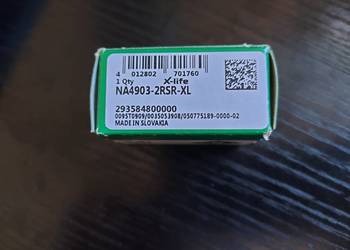 4 012802 701760
1 Qty X-life
NA4903-2RSR-XL
293584800000
0095T0909/0035053908/050775189-0000-02
MADE IN SLOVAKIA